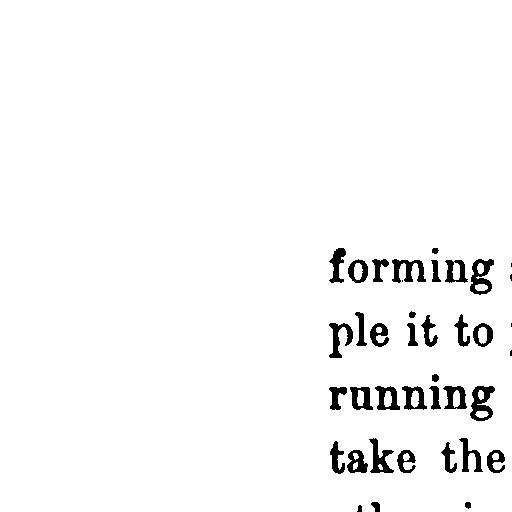 forming
ple it to
running
take the